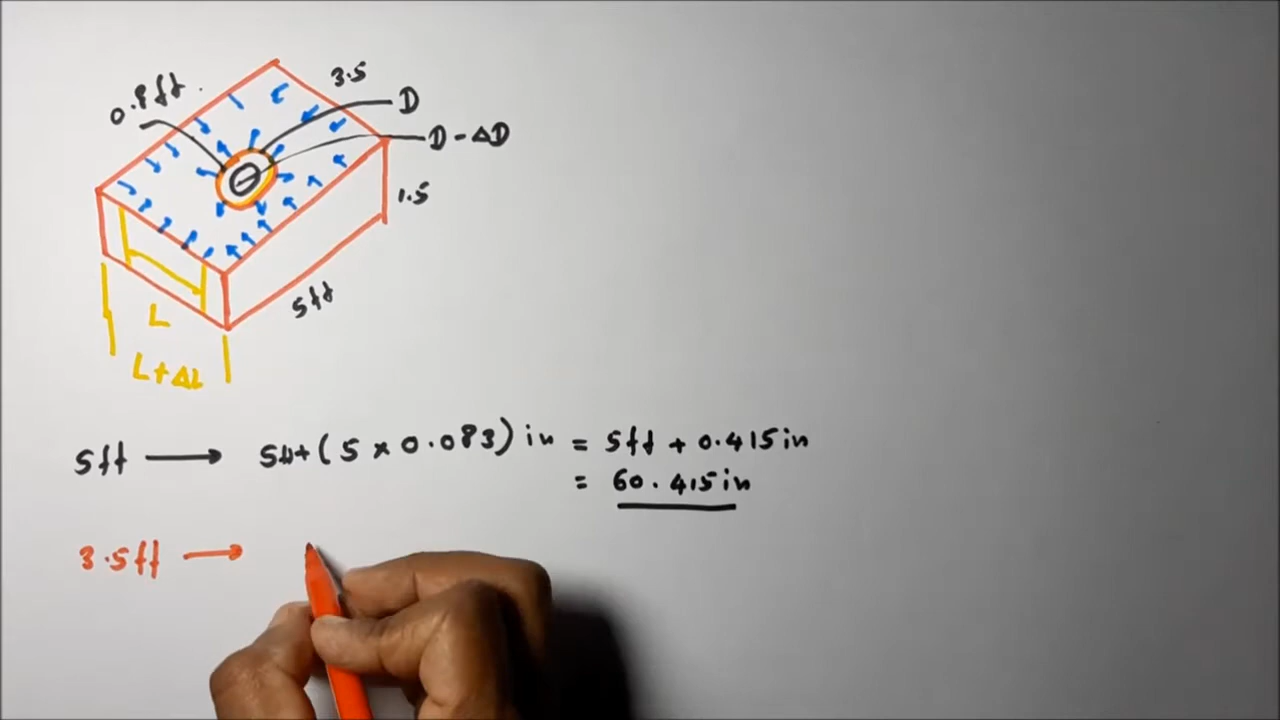 0.8ft.
3.5
D
D - ΔD
1.5
5ft
L
L + ΔL
5ft → 5ft + (5 × 0.083) in = 5ft + 0.415in
= 60.415in
3.5ft →